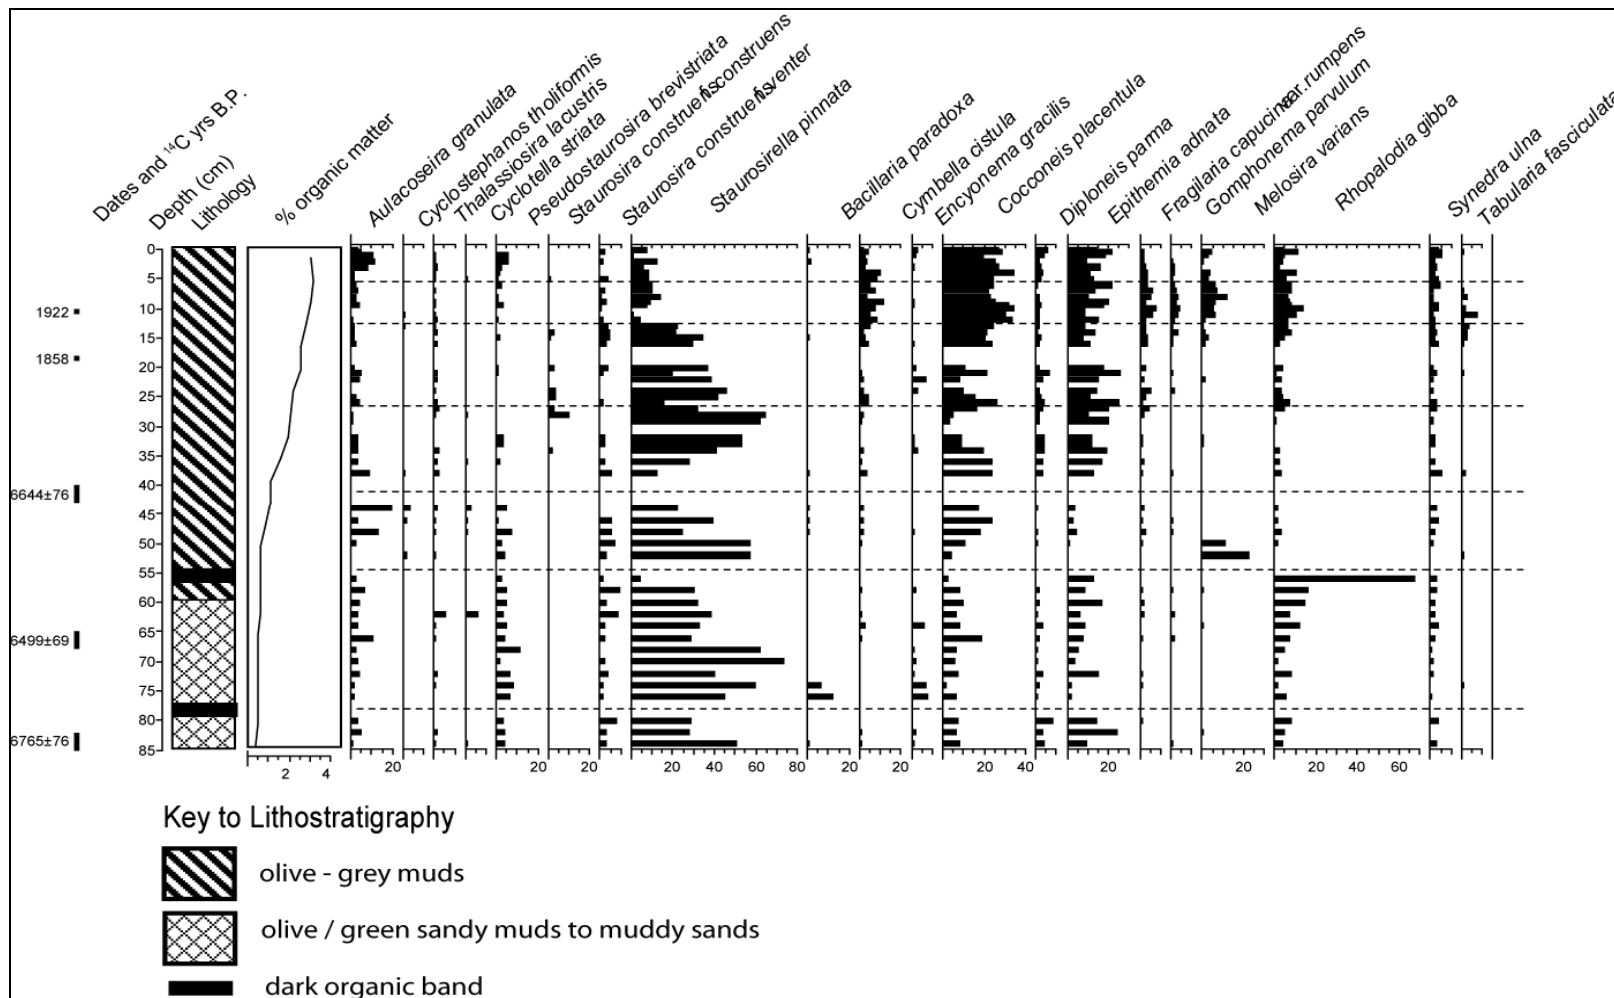 Dates and ¹⁴C yrs B.P.
Depth (cm)
Lithology
% organic matter
Aulacoseira granulata
Cyclostephanos tholiformis
Thalassiosira lacustris
Cyclotella striata
Pseudostaurosira brevistriata
Staurosira construens f. construens
Staurosira construens f. venter
Staurosirella pinnata
Bacillaria paradoxa
Cymbella cistula
Encyonema gracilis
Cocconeis placentula
Diploneis parma
Epithemia adnata
Fragilaria capucina var. rumpens
Gomphonema parvulum
Melosira varians
Rhopalodia gibba
Synedra ulna
Tabularia fasciculata
0
5
10
15
20
25
30
35
40
45
50
55
60
65
70
75
80
85
1922
1858
6644±76
6499±69
6765±76
2 4
20 20 20 20 40 60 80 20 20 20 40 20 20 20 40 60
Key to Lithostratigraphy
olive - grey muds
olive / green sandy muds to muddy sands
dark organic band